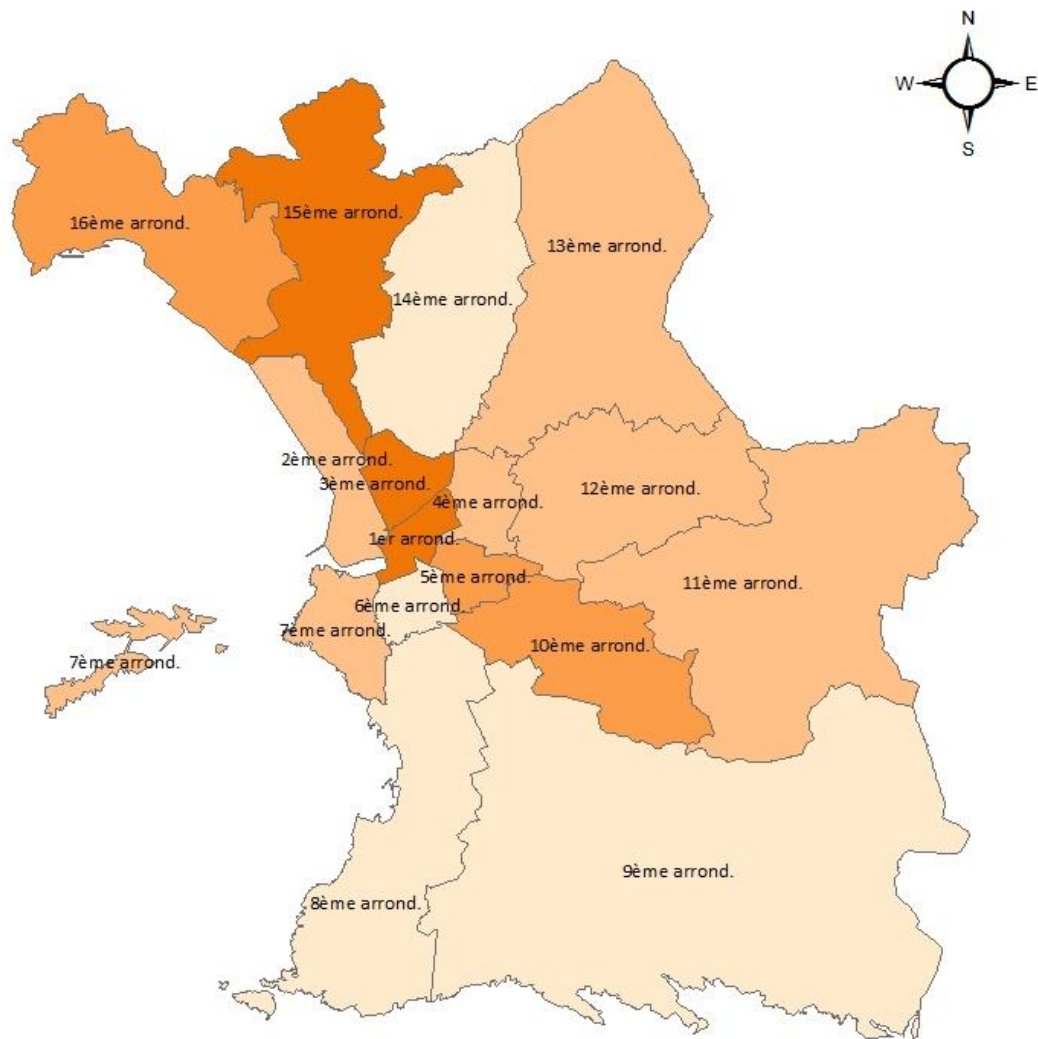 N
W E
S
15ème arrond.
16ème arrond.
13ème arrond.
14ème arrond.
2ème arrond.
3ème arrond.
12ème arrond.
4ème arrond.
1er arrond.
5ème arrond.
11ème arrond.
6ème arrond.
7ème arrond.
10ème arrond.
7ème arrond.
9ème arrond.
8ème arrond.